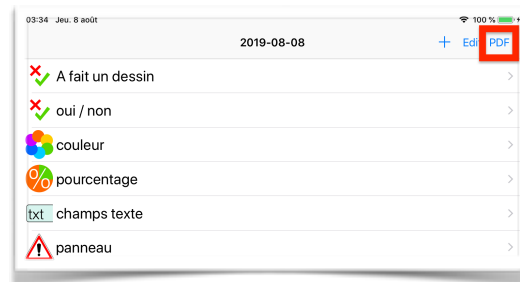 03:34 Jeu. 8 août 100 %
2019-08-08 + Edit PDF
A fait un dessin
oui / non
couleur
% pourcentage
txt champs texte
panneau